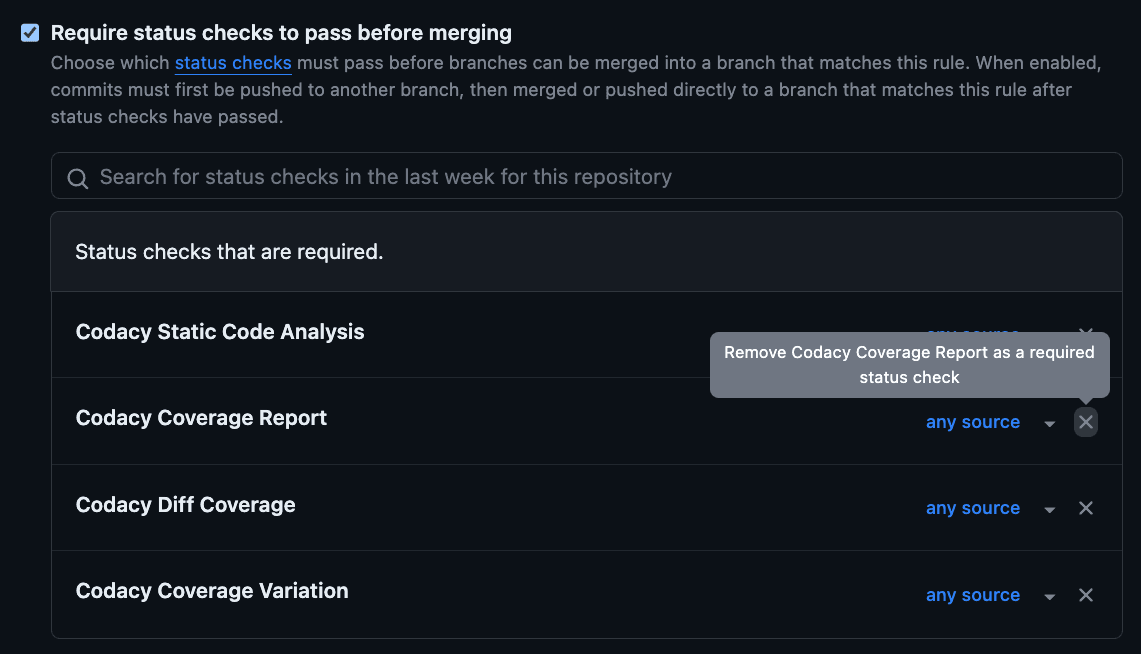 Require status checks to pass before merging
Choose which status checks must pass before branches can be merged into a branch that matches this rule. When enabled,
commits must first be pushed to another branch, then merged or pushed directly to a branch that matches this rule after
status checks have passed.
Search for status checks in the last week for this repository
Status checks that are required.
Codacy Static Code Analysis
Remove Codacy Coverage Report as a required
status check
Codacy Coverage Report any source
Codacy Diff Coverage any source
Codacy Coverage Variation any source